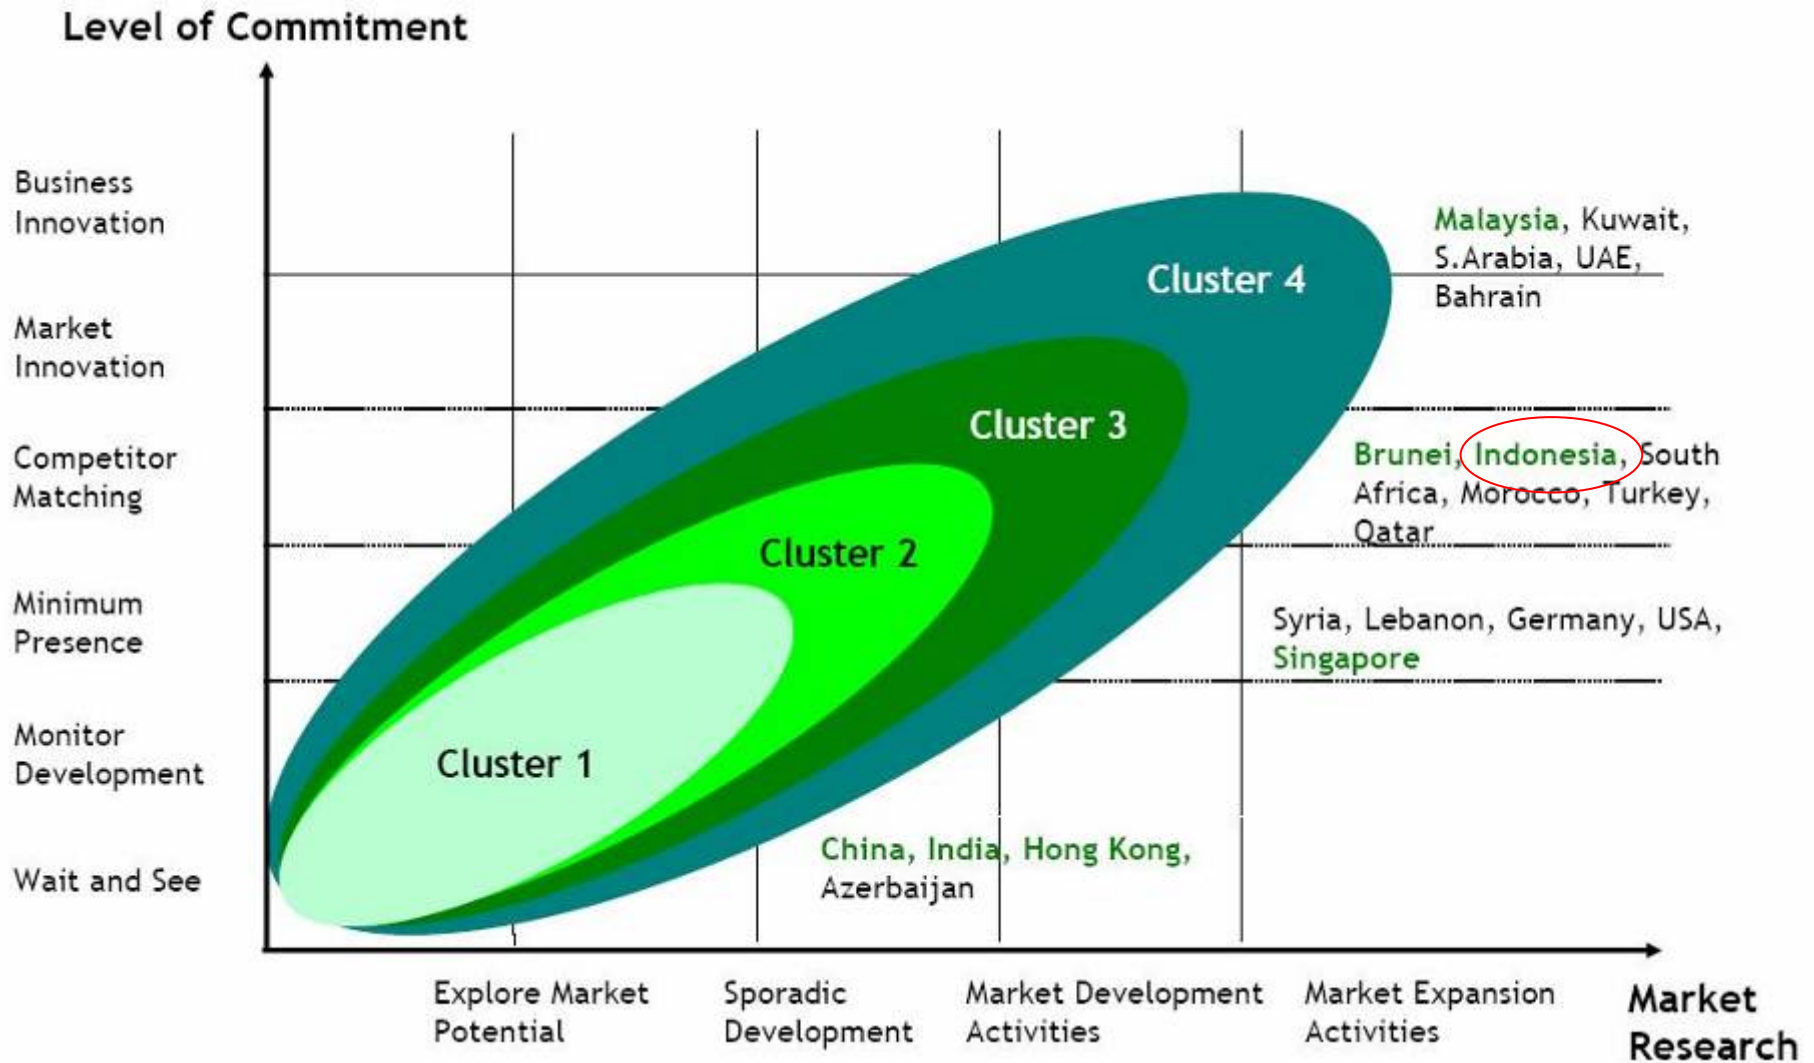 Level of Commitment
Business
Innovation
Malaysia, Kuwait,
S.Arabia, UAE,
Bahrain
Cluster 4
Market
Innovation
Cluster 3
Competitor
Matching
Brunei, Indonesia, South
Africa, Morocco, Turkey,
Qatar
Cluster 2
Minimum
Presence
Syria, Lebanon, Germany, USA,
Singapore
Monitor
Development
Cluster 1
China, India, Hong Kong,
Azerbaijan
Wait and See
Explore Market
Potential
Sporadic
Development
Market Development
Activities
Market Expansion
Activities
Market
Research